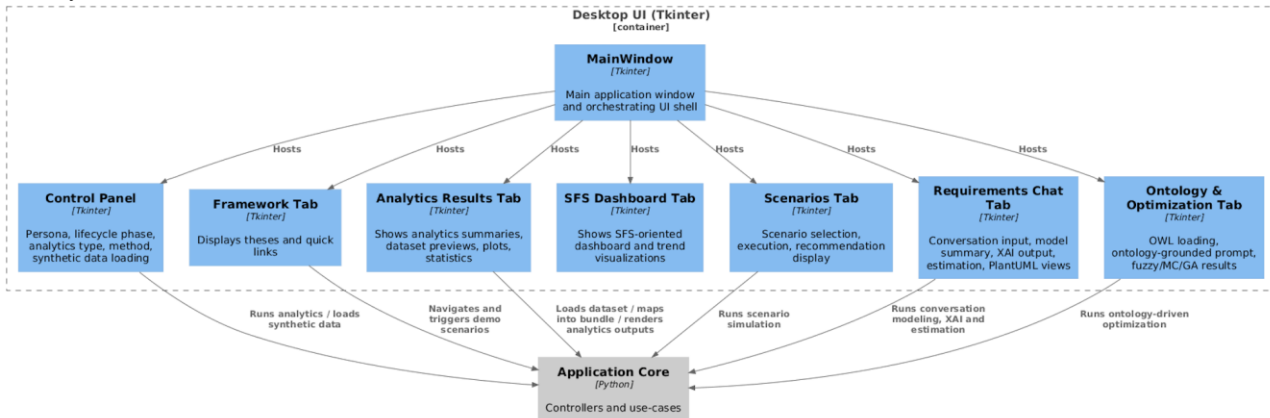 Desktop UI (Tkinter)
[container]
MainWindow
[Tkinter]
Main application window
and orchestrating UI shell
Hosts
Hosts
Hosts
Hosts
Hosts
Hosts
Hosts
Control Panel
[Tkinter]
Persona, lifecycle phase,
analytics type, method,
synthetic data loading
Framework Tab
[Tkinter]
Displays theses and quick
links
Analytics Results Tab
[Tkinter]
Shows analytics summaries,
dataset previews, plots,
statistics
SFS Dashboard Tab
[Tkinter]
Shows SFS-oriented
dashboard and trend
visualizations
Scenarios Tab
[Tkinter]
Scenario selection,
execution, recommendation
display
Requirements Chat
Tab
[Tkinter]
Conversation input, model
summary, XAI output,
estimation, PlantUML views
Ontology &
Optimization Tab
[Tkinter]
OWL loading,
ontology-grounded prompt,
fuzzy/MC/GA results
Runs analytics / loads
synthetic data
Navigates and
triggers demo
scenarios
Loads dataset / maps
into bundle / renders
analytics outputs
Runs scenario
simulation
Runs conversation
modeling, XAI and
estimation
Runs ontology-driven
optimization
Application Core
[Python]
Controllers and use-cases